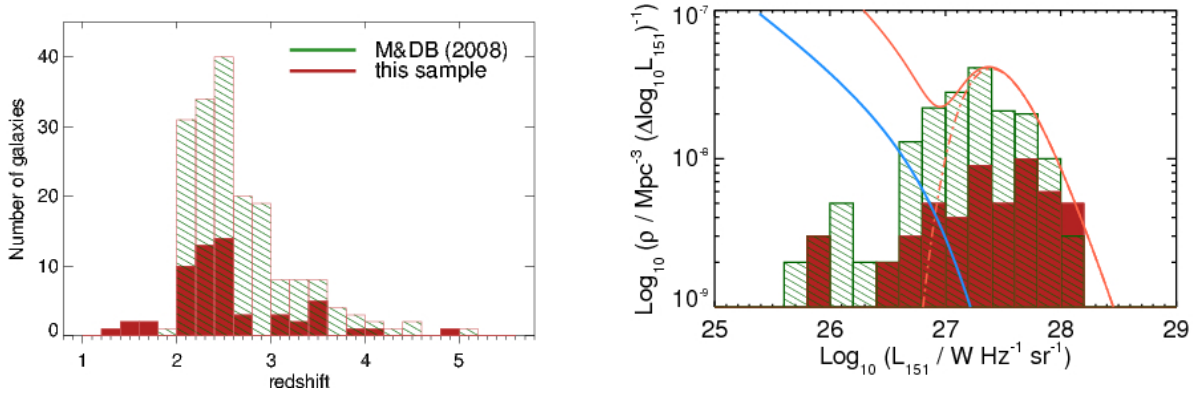 M&DB (2008)
this sample
Number of galaxies
40
30
20
10
0
1 2 3 4 5
redshift
Log₁₀ (ρ / Mpc⁻³ (Δlog₁₀L₁₅₁)⁻¹
10⁻⁷
10⁻⁸
10⁻⁹
25 26 27 28 29
Log₁₀ (L₁₅₁ / W Hz⁻¹ sr⁻¹)